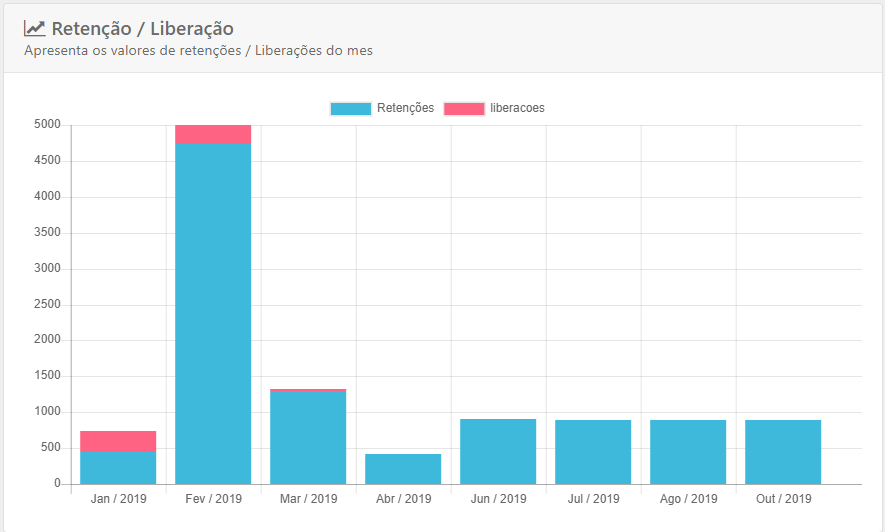 Retenção / Liberação
Apresenta os valores de retenções / Liberações do mes
Retenções liberacoes
5000
4500
4000
3500
3000
2500
2000
1500
1000
500
0
Jan / 2019 Fev / 2019 Mar / 2019 Abr / 2019 Jun / 2019 Jul / 2019 Ago / 2019 Out / 2019